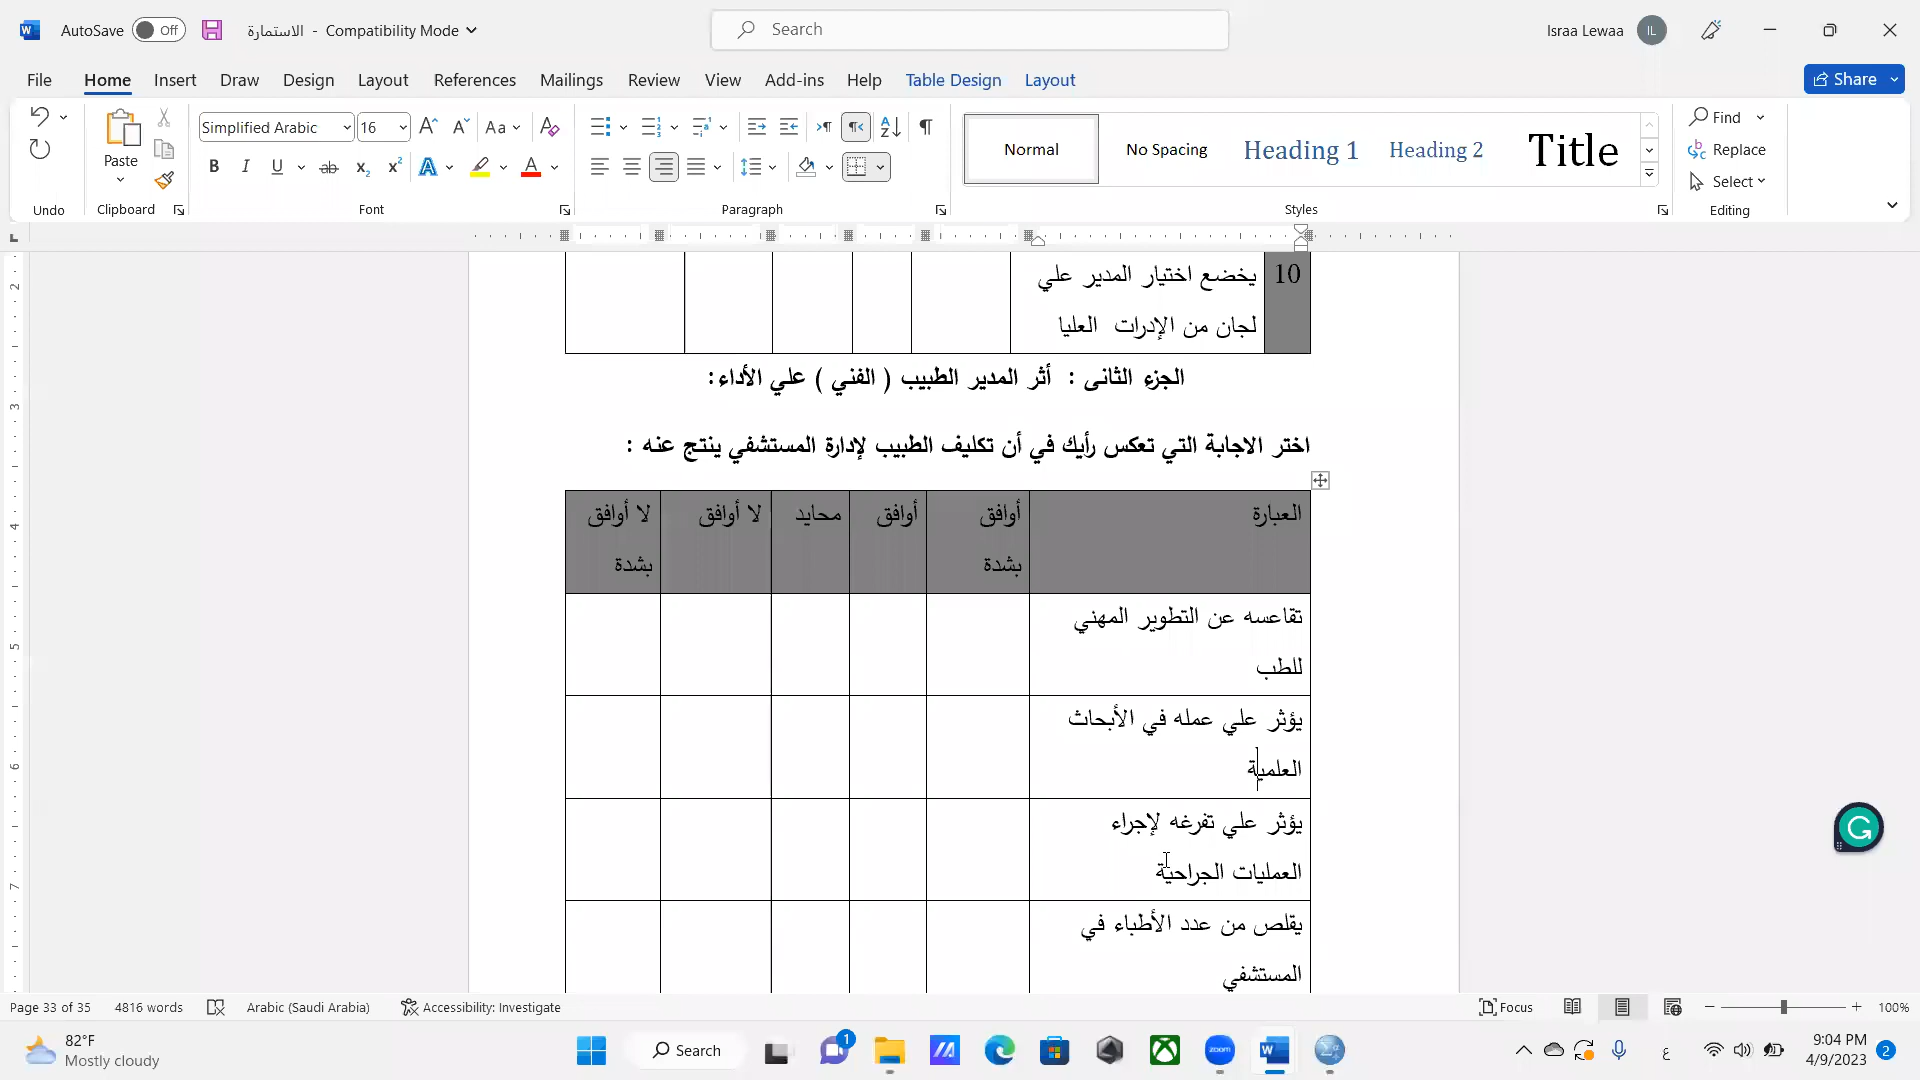 AutoSave Off الاستمارة - Compatibility Mode Search Israa Lewaa IL
File Home Insert Draw Design Layout References Mailings Review View Add-ins Help Table Design Layout Share
Simplified Arabic 16 Aa
Paste
Undo Clipboard Font Paragraph Styles Editing
Normal No Spacing Heading 1 Heading 2 Title
Find
Replace
Select
10 يخضع اختيار المدير علي
لجان من الإدرات العليا
الجزء الثانى : أثر المدير الطبيب ( الفني ) علي الأداء:
اختر الاجابة التي تعكس رأيك في أن تكليف الطبيب لإدارة المستشفي ينتج عنه :
العبارة أوافق أوافق محايد لا أوافق لا أوافق
بشدة بشدة
تقاعسه عن التطوير المهني
للطب
يؤثر علي عمله في الأبحاث
العلمية
يؤثر علي تفرغه لإجراء
العمليات الجراحية
يقلص من عدد الأطباء في
المستشفي
Page 33 of 35 4816 words Arabic (Saudi Arabia) Accessibility: Investigate Focus 100%
82°F
Mostly cloudy
Search
1
zoom
ع
9:04 PM
4/9/2023
2